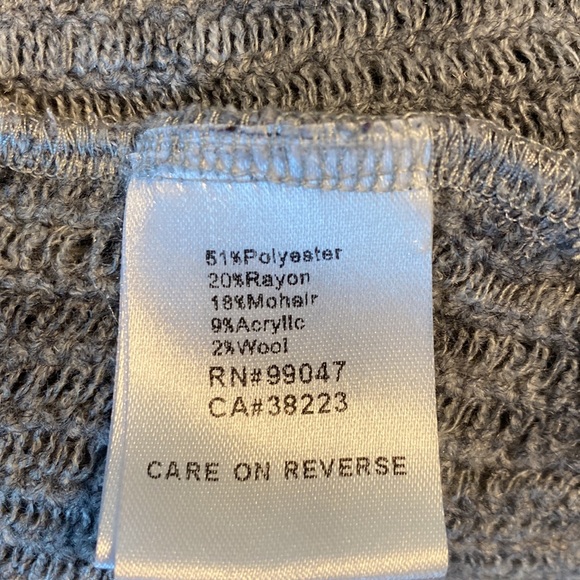 51%Polyester
20%Rayon
18%Mohair
9%Acrylic
2%Wool
RN#99047
CA#38223
CARE ON REVERSE